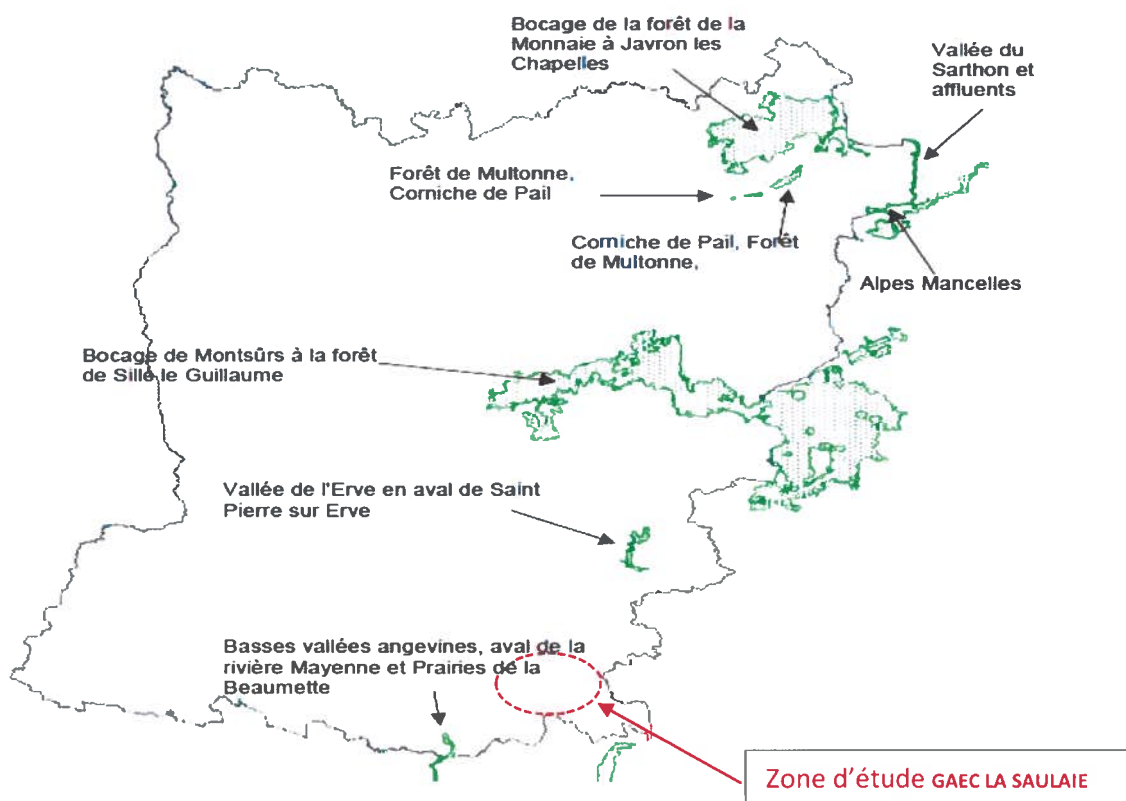 Bocage de la forêt de la
Monnaie à Javron les
Chapelles
Vallée du
Sarthon et
affluents
Forêt de Multonne,
Corniche de Pail
Corniche de Pail, Forêt
de Multonne,
Alpes Mancelles
Bocage de Montsûrs à la forêt
de Sillé le Guillaume
Vallée de l'Erve en aval de Saint
Pierre sur Erve
Basses vallées angevines, aval de la
rivière Mayenne et Prairies de la
Beaumette
Zone d'étude GAEC LA SAULAIE